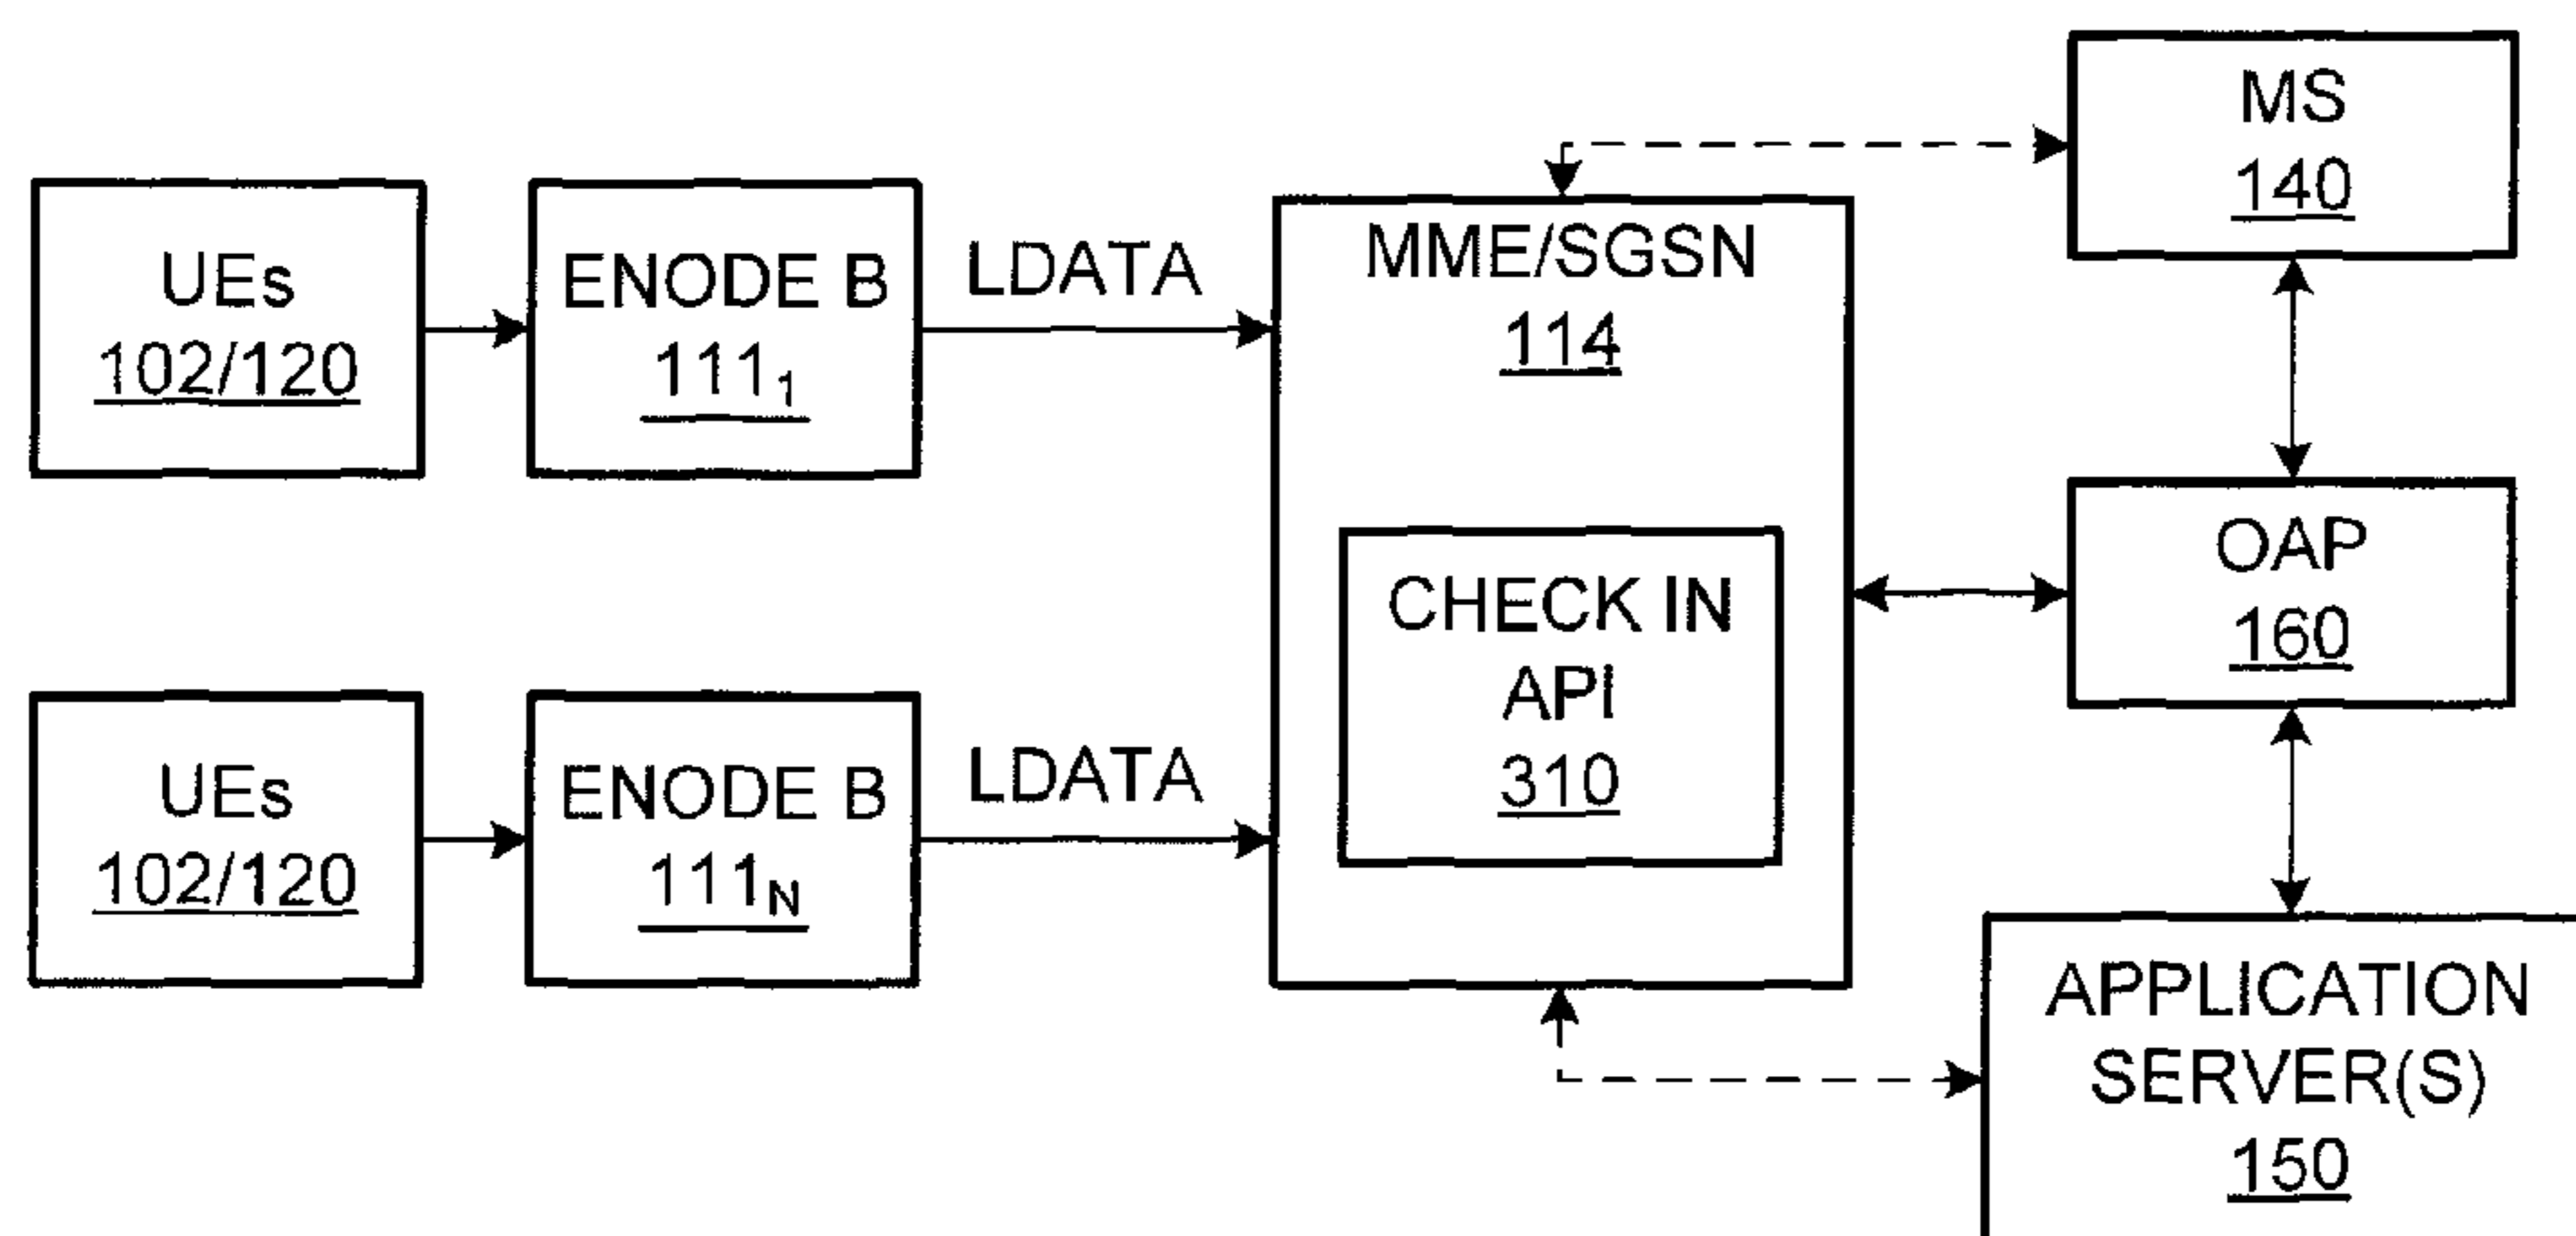 UEs
102/120
ENODE B
111₁
LDATA
MME/SGSN
114
CHECK IN
API
310
MS
140
OAP
160
UEs
102/120
ENODE B
111N
LDATA
APPLICATION
SERVER(S)
150